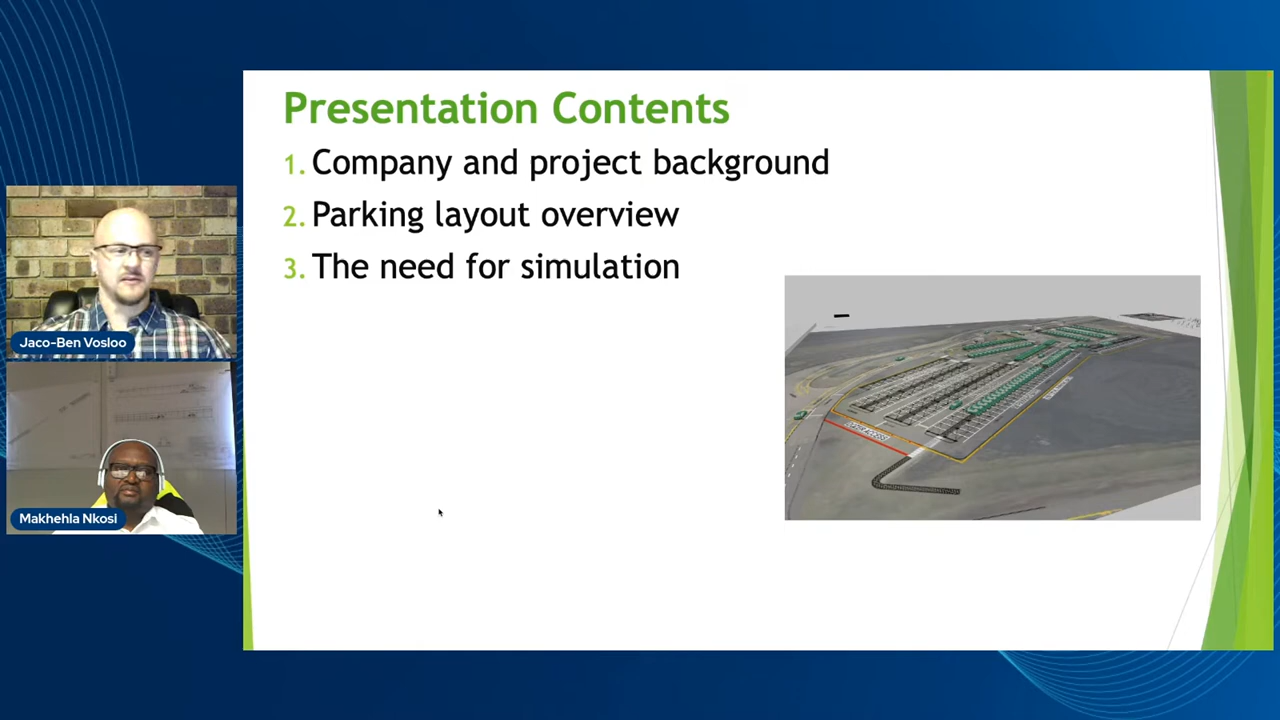 Presentation Contents
1. Company and project background
2. Parking layout overview
3. The need for simulation
Jaco-Ben Vosloo
Makhehla Nkosi